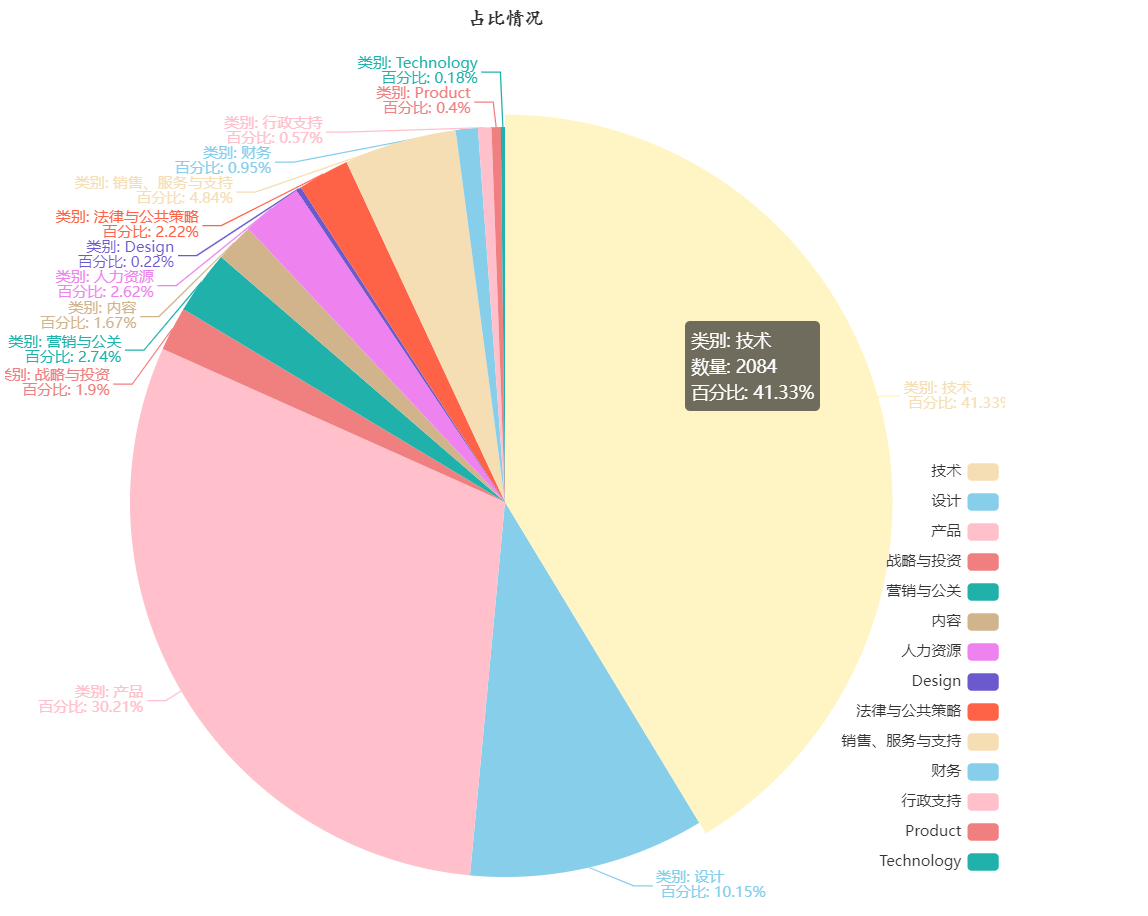 占比情况
类别: Technology
百分比: 0.18%
类别: Product
百分比: 0.4%
类别: 行政支持
百分比: 0.57%
类别: 财务
百分比: 0.95%
类别: 销售、服务与支持
百分比: 4.84%
类别: 法律与公共策略
百分比: 2.22%
类别: Design
百分比: 0.22%
类别: 人力资源
百分比: 2.62%
类别: 内容
百分比: 1.67%
类别: 营销与公关
百分比: 2.74%
类别: 战略与投资
百分比: 1.9%
类别: 技术
数量: 2084
百分比: 41.33%
类别: 技术
百分比: 41.33%
技术
设计
产品
战略与投资
营销与公关
内容
人力资源
Design
法律与公共策略
销售、服务与支持
财务
行政支持
Product
Technology
类别: 产品
百分比: 30.21%
类别: 设计
百分比: 10.15%